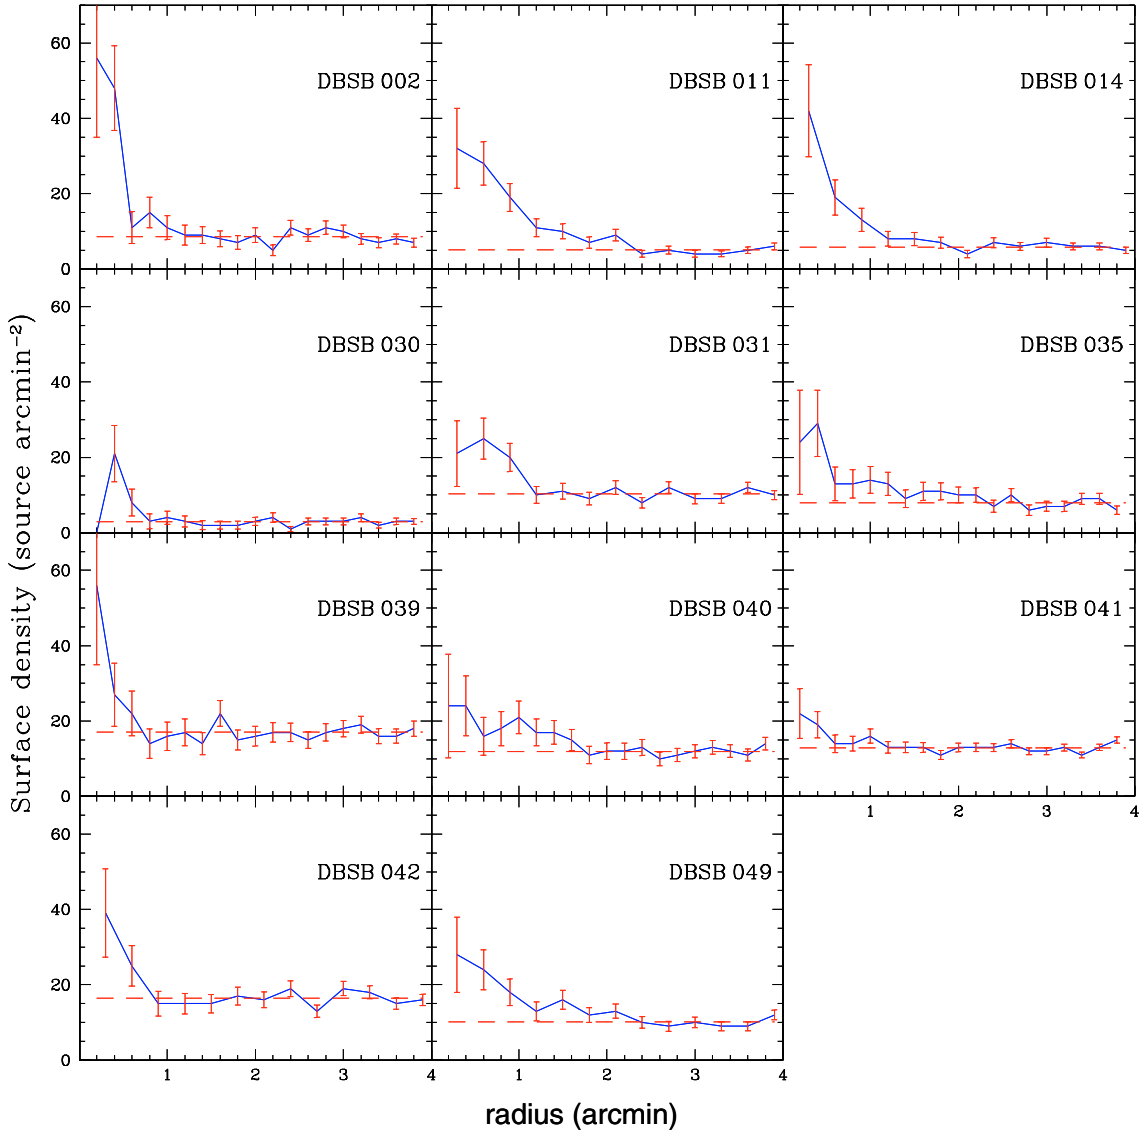 60
40
20
0
DBSB 002
DBSB 011
DBSB 014
60
40
20
0
DBSB 030
DBSB 031
DBSB 035
60
40
20
0
DBSB 039
DBSB 040
DBSB 041
1 2 3 4
60
40
20
0
DBSB 042
DBSB 049
1 2 3 4
1 2 3 4
Surface density (source arcmin⁻²)
radius (arcmin)